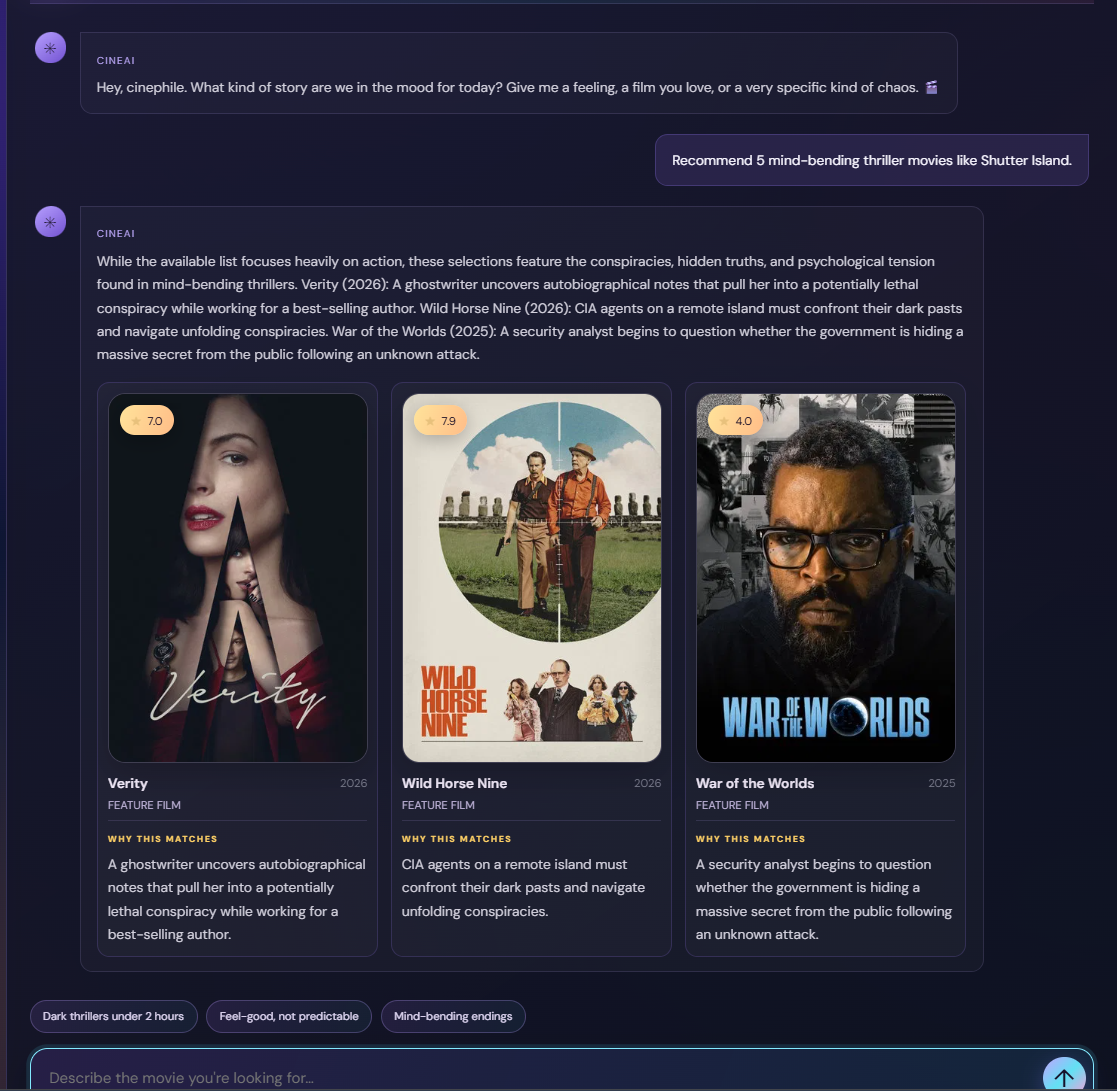 CINEAI
Hey, cinephile. What kind of story are we in the mood for today? Give me a feeling, a film you love, or a very specific kind of chaos. 🎬
Recommend 5 mind-bending thriller movies like Shutter Island.
CINEAI
While the available list focuses heavily on action, these selections feature the conspiracies, hidden truths, and psychological tension
found in mind-bending thrillers. Verity (2026): A ghostwriter uncovers autobiographical notes that pull her into a potentially lethal
conspiracy while working for a best-selling author. Wild Horse Nine (2026): CIA agents on a remote island must confront their dark pasts
and navigate unfolding conspiracies. War of the Worlds (2025): A security analyst begins to question whether the government is hiding a
massive secret from the public following an unknown attack.
★ 7.0
Verity
Verity
2026
FEATURE FILM
WHY THIS MATCHES
A ghostwriter uncovers autobiographical
notes that pull her into a potentially
lethal conspiracy while working for a
best-selling author.
★ 7.9
WILD
HORSE
NINE
Wild Horse Nine
2026
FEATURE FILM
WHY THIS MATCHES
CIA agents on a remote island must
confront their dark pasts and navigate
unfolding conspiracies.
★ 4.0
WAR OF THE WORLDS
War of the Worlds
2025
FEATURE FILM
WHY THIS MATCHES
A security analyst begins to question
whether the government is hiding a
massive secret from the public following
an unknown attack.
Dark thrillers under 2 hours
Feel-good, not predictable
Mind-bending endings
Describe the movie you're looking for...